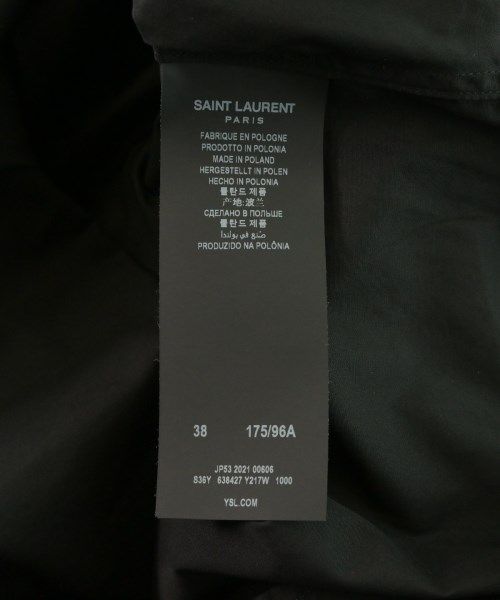 SAINT LAURENT
PARIS
FABRIQUE EN POLOGNE
PRODOTTO IN POLONIA
MADE IN POLAND
HERGESTELLT IN POLEN
HECHO IN POLONIA
폴란드 제품
产地:波兰
СДЕЛАНО В ПОЛЬШЕ
폴란드 제품
صنع في بولندا
PRODUZIDO NA POLÔNIA
38 175/96A
JP53 2021 00606
S36Y 638427 Y217W 1000
YSL.COM